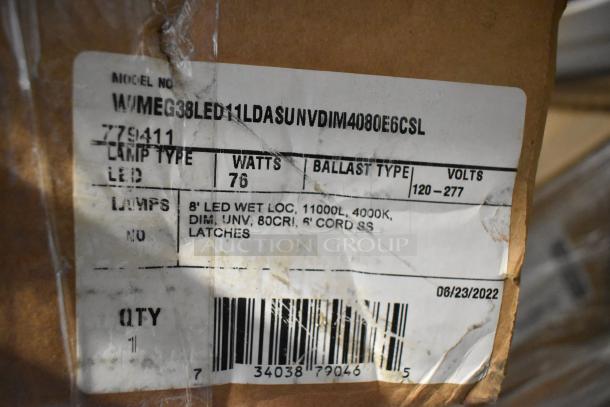 MODEL NO
W/MEG38LED11LDASUNVDIM4080E6CSL
779411
LAMP TYPE
LED
WATTS
76
BALLAST TYPE
VOLTS
120-277
LAMPS
NO
8' LED WET LOC, 11000L, 4000K,
DIM, UNV, 80CRI, 6' CORD SS
LATCHES
AUCTION GROUP
06/23/2022
QTY
1
7 34038 79046 5